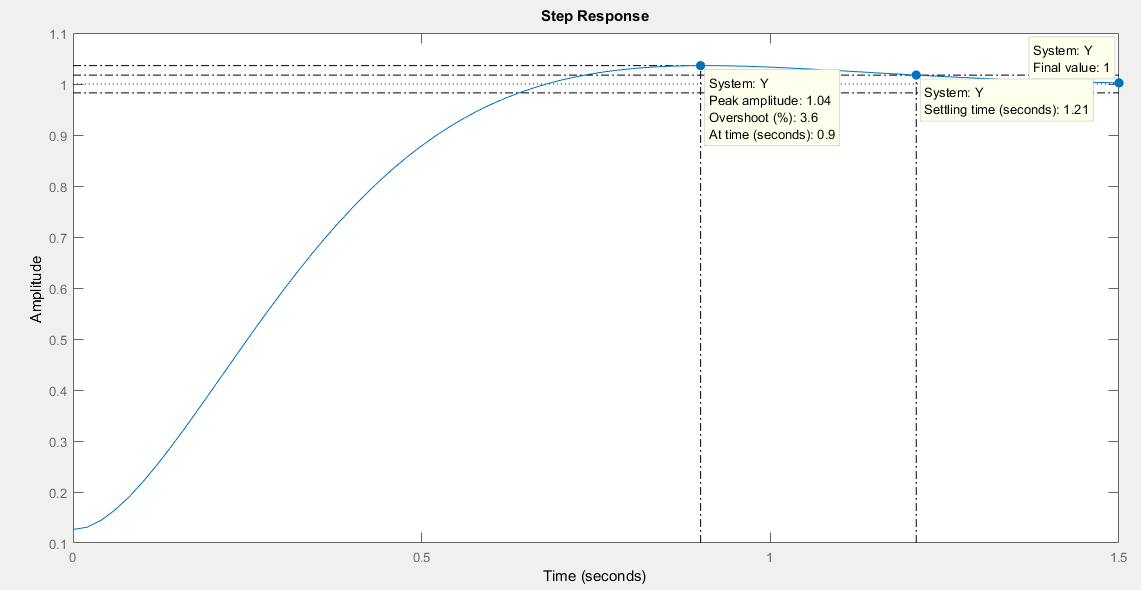 Step Response
1.1
1
0.9
0.8
0.7
0.6
0.5
0.4
0.3
0.2
0.1
Amplitude
System: Y
Peak amplitude: 1.04
Overshoot (%): 3.6
At time (seconds): 0.9
System: Y
Final value: 1
System: Y
Settling time (seconds): 1.21
0
0.5
1
1.5
Time (seconds)